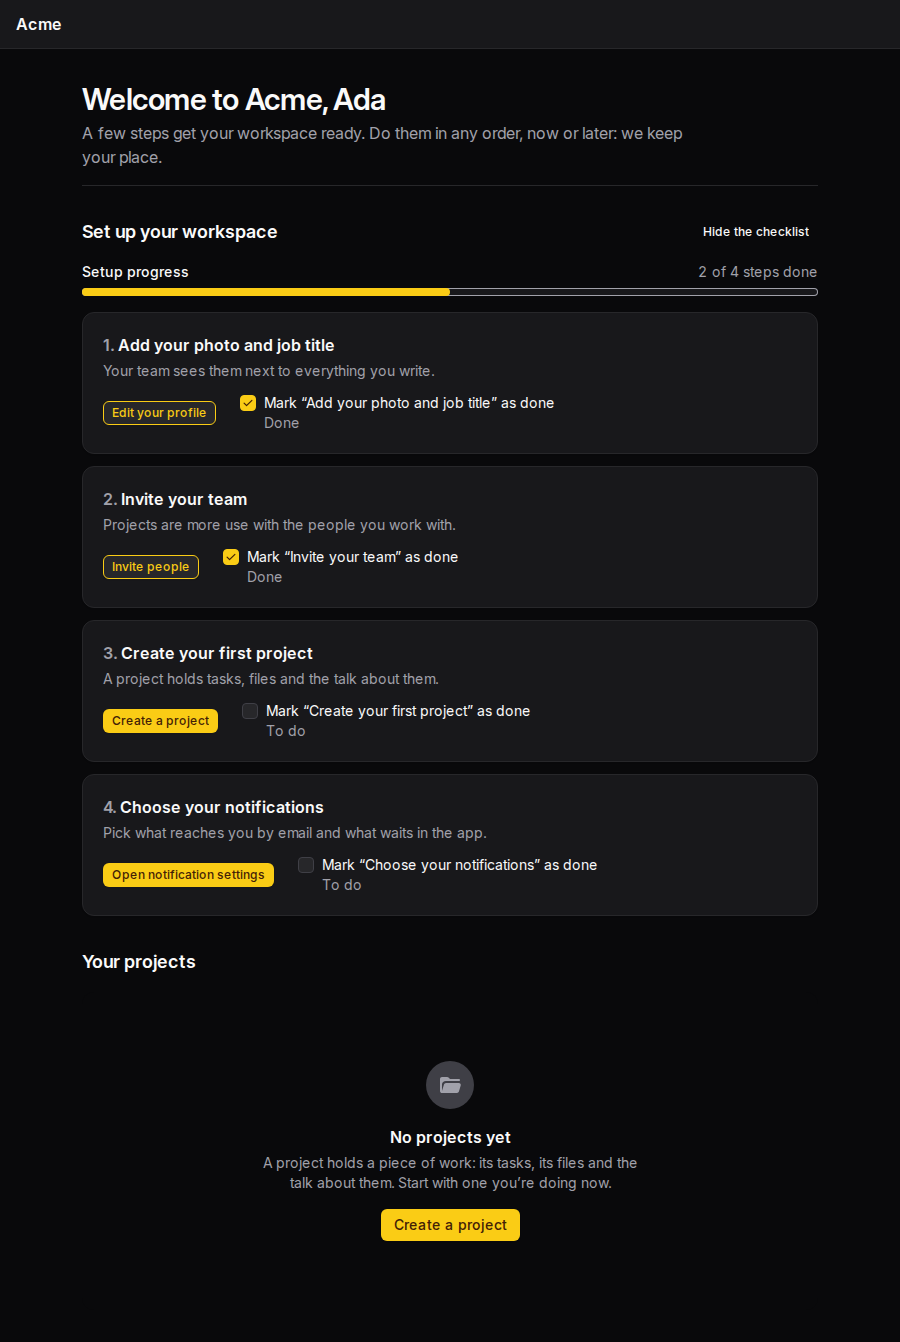 Acme
Welcome to Acme, Ada
A few steps get your workspace ready. Do them in any order, now or later: we keep
your place.
Set up your workspace
Hide the checklist
Setup progress
2 of 4 steps done
1. Add your photo and job title
Your team sees them next to everything you write.
Edit your profile
Mark “Add your photo and job title” as done
Done
2. Invite your team
Projects are more use with the people you work with.
Invite people
Mark “Invite your team” as done
Done
3. Create your first project
A project holds tasks, files and the talk about them.
Create a project
Mark “Create your first project” as done
To do
4. Choose your notifications
Pick what reaches you by email and what waits in the app.
Open notification settings
Mark “Choose your notifications” as done
To do
Your projects
No projects yet
A project holds a piece of work: its tasks, its files and the
talk about them. Start with one you’re doing now.
Create a project